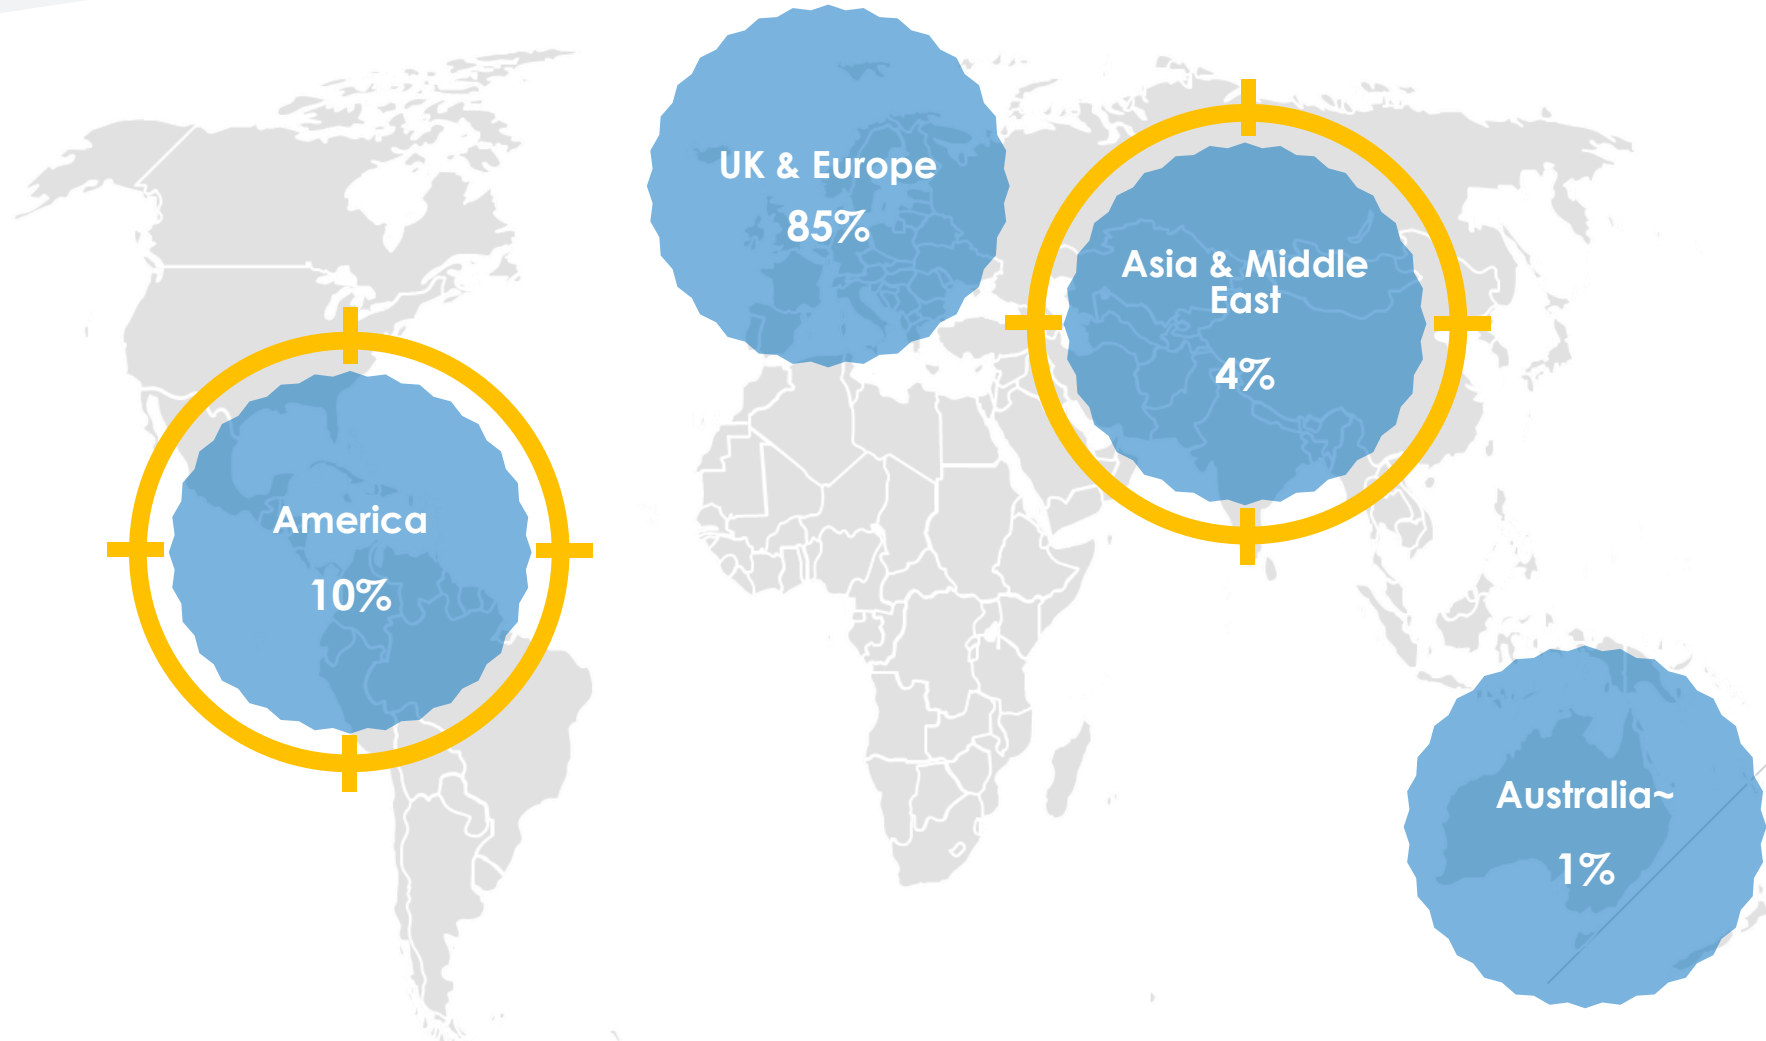 UK & Europe
85%
Asia & Middle
East
4%
America
10%
Australia~
1%